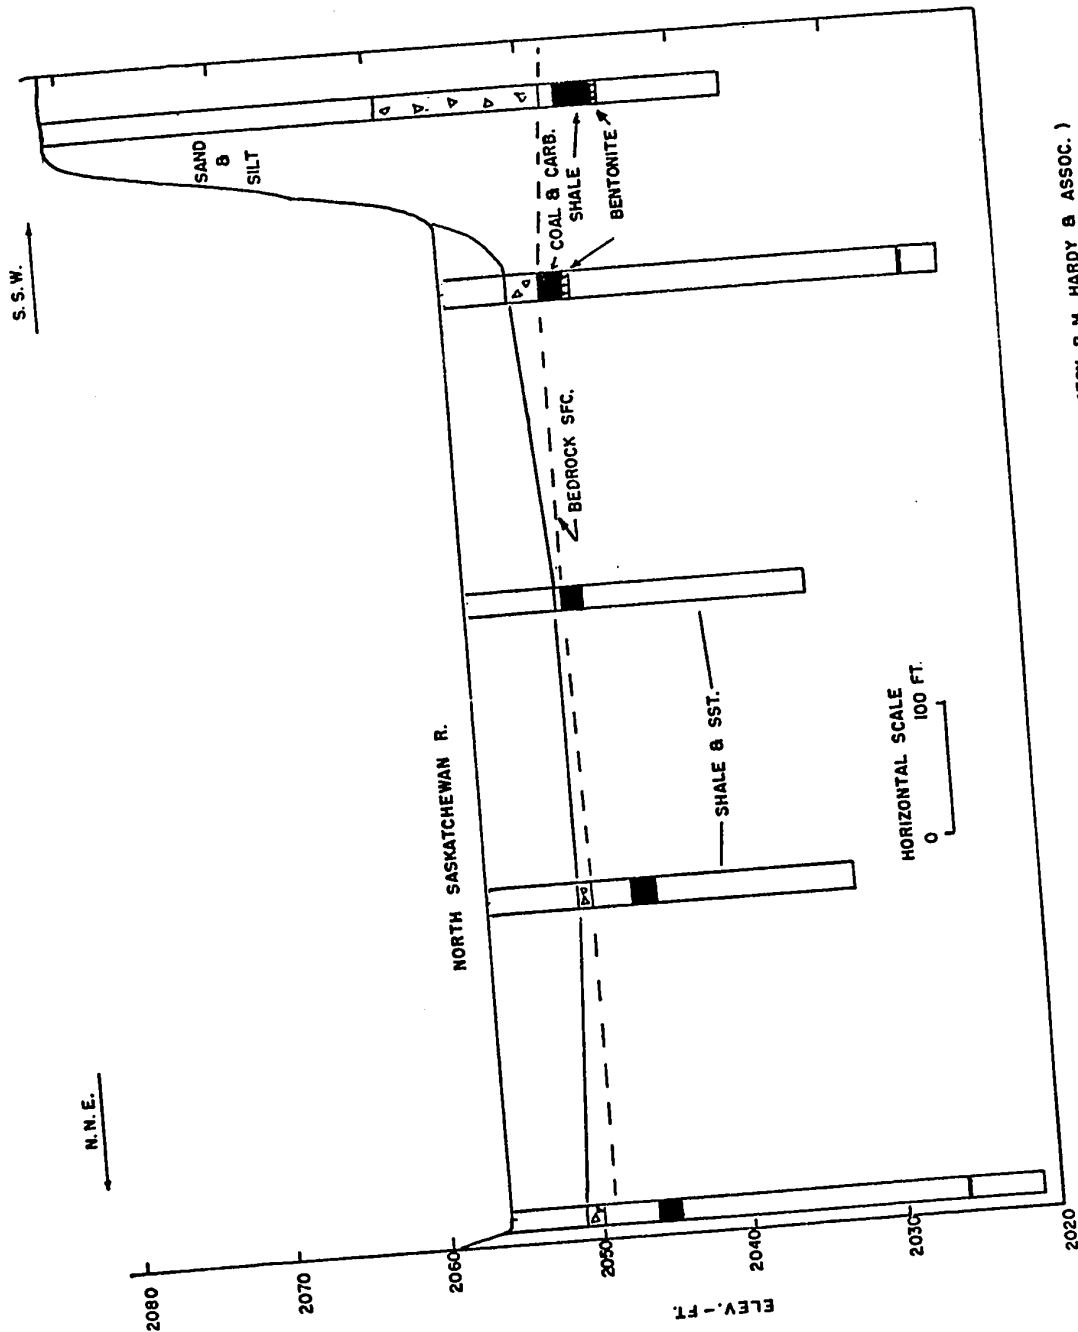 S. S. W.
N. N. E.
SAND
&
SILT
COAL & CARB.
SHALE
BENTONITE
BEDROCK SFC.
NORTH SASKATCHEWAN R.
SHALE & SST.
HORIZONTAL SCALE
0 100 FT.
ELEV.-FT.
2080
2070
2060
2050
2040
2030
2020
R. M. HARDY & ASSOC. )